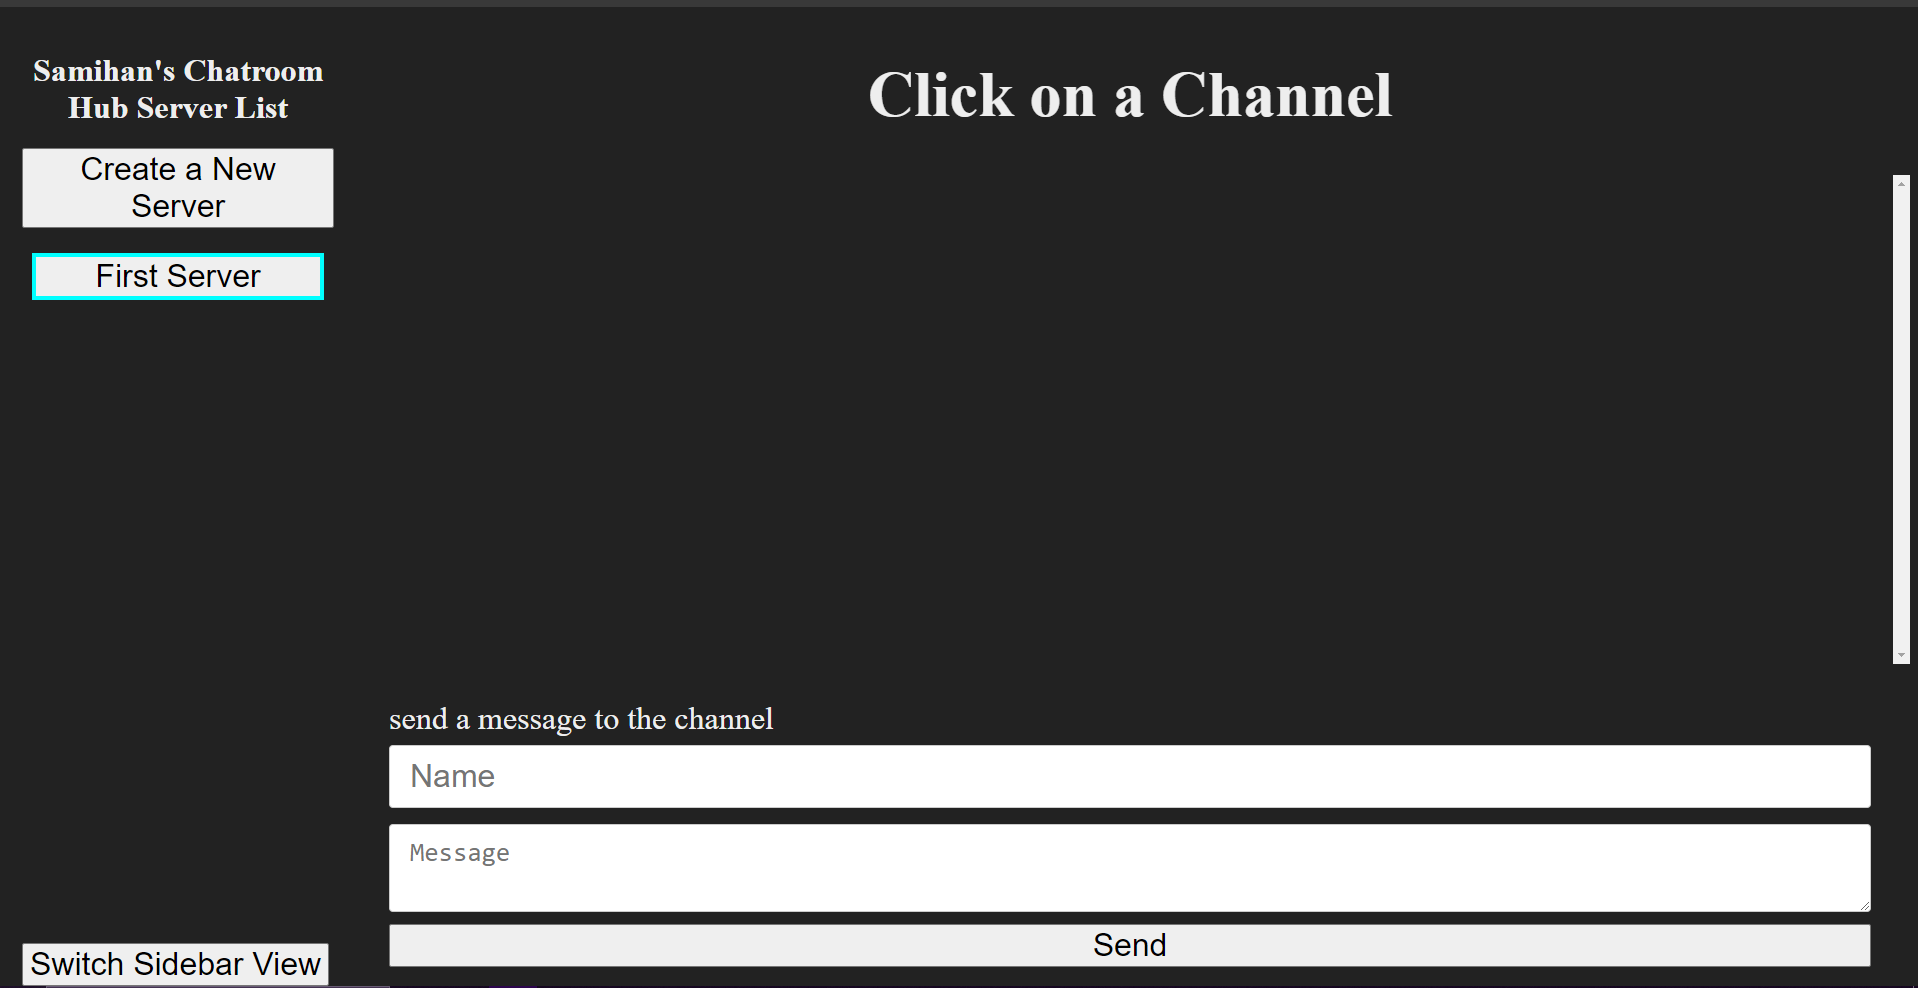 Samihan's Chatroom
Hub Server List
Create a New
Server
First Server
Switch Sidebar View
Click on a Channel
send a message to the channel
Name
Message
Send